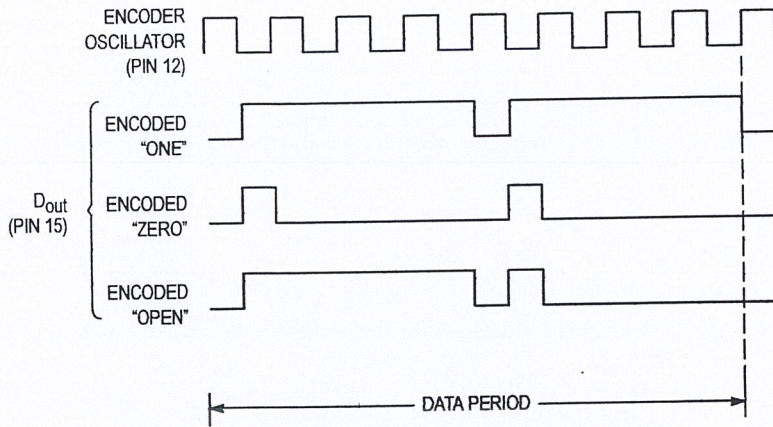 ENCODER
OSCILLATOR
(PIN 12)
ENCODED
“ONE”
Dout
(PIN 15)
ENCODED
“ZERO”
ENCODED
“OPEN”
DATA PERIOD